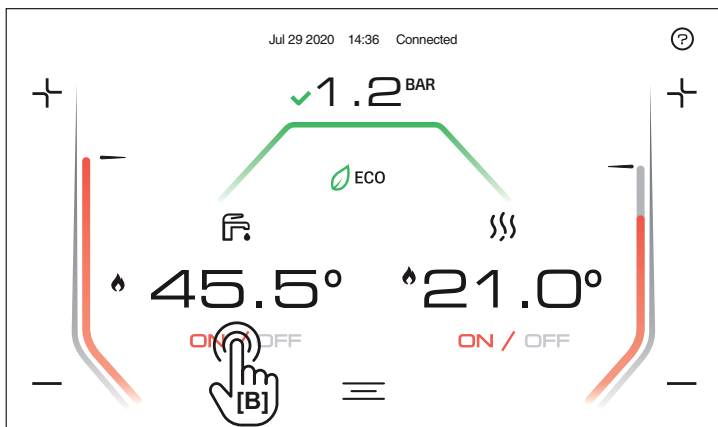 Jul 29 2020 14:36 Connected
?
1.2 BAR
ECO
45.5° 21.0°
ON / OFF ON / OFF
[B]